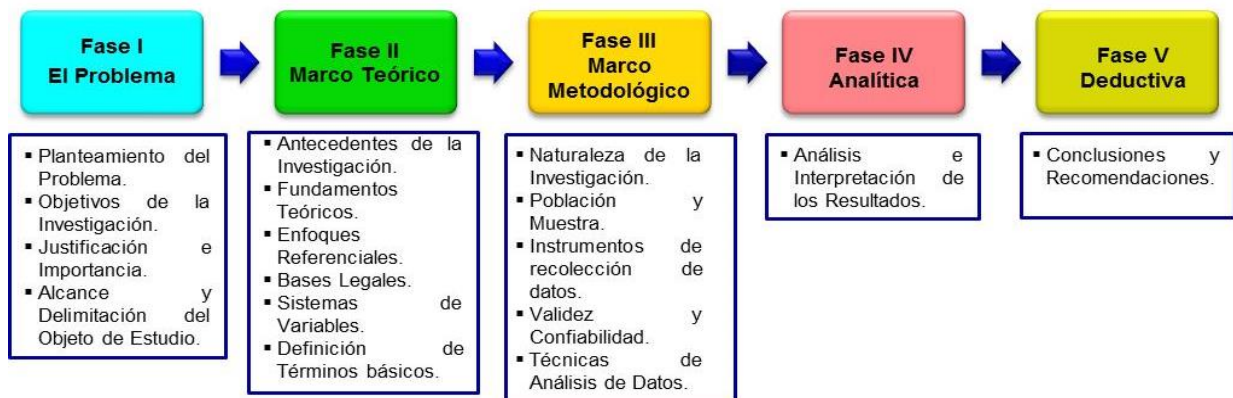 Fase I
El Problema
Fase II
Marco Teórico
Fase III
Marco
Metodológico
Fase IV
Analítica
Fase V
Deductiva
▪ Planteamiento del
Problema.
▪ Objetivos de la
Investigación.
▪ Justificación e
Importancia.
▪ Alcance y
Delimitación del
Objeto de Estudio.
▪ Antecedentes de la
Investigación.
▪ Fundamentos
Teóricos.
▪ Enfoques
Referenciales.
▪ Bases Legales.
▪ Sistemas de
Variables.
▪ Definición de
Términos básicos.
▪ Naturaleza de la
Investigación.
▪ Población y
Muestra.
▪ Instrumentos de
recolección de
datos.
▪ Validez y
Confiabilidad.
▪ Técnicas de
Análisis de Datos.
▪ Análisis e
Interpretación de
los Resultados.
▪ Conclusiones y
Recomendaciones.